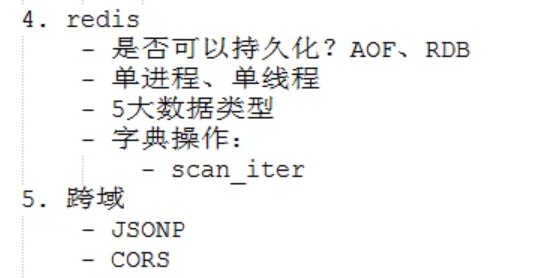 4. redis
- 是否可以持久化？AOF、RDB
- 单进程、单线程
- 5大数据类型
- 字典操作：
- scan_iter
5. 跨域
- JSONP
- CORS